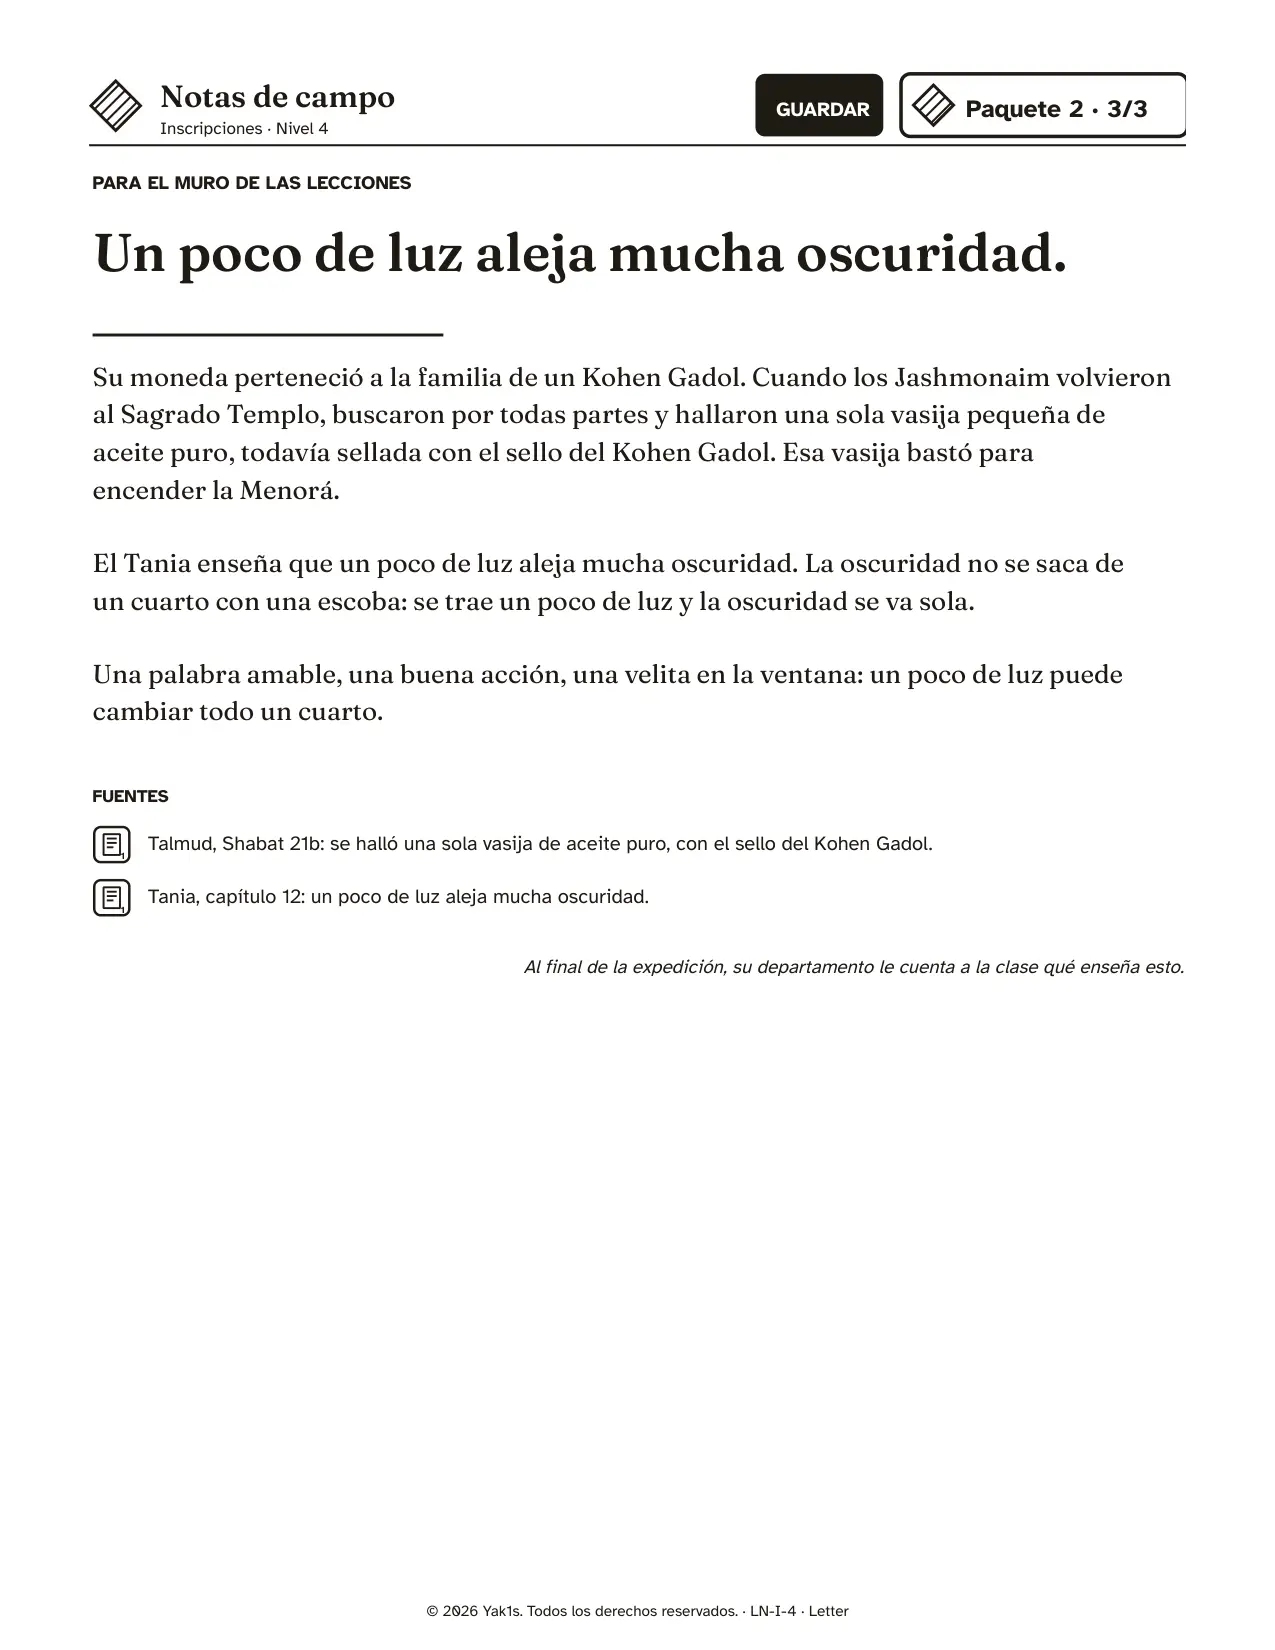 Notas de campo
Inscripciones · Nivel 4
GUARDAR
Paquete 2 · 3/3
PARA EL MURO DE LAS LECCIONES
Un poco de luz aleja mucha oscuridad.
Su moneda perteneció a la familia de un Kohen Gadol. Cuando los Jashmonaim volvieron
al Sagrado Templo, buscaron por todas partes y hallaron una sola vasija pequeña de
aceite puro, todavía sellada con el sello del Kohen Gadol. Esa vasija bastó para
encender la Menorá.
El Tania enseña que un poco de luz aleja mucha oscuridad. La oscuridad no se saca de
un cuarto con una escoba: se trae un poco de luz y la oscuridad se va sola.
Una palabra amable, una buena acción, una velita en la ventana: un poco de luz puede
cambiar todo un cuarto.
FUENTES
Talmud, Shabat 21b: se halló una sola vasija de aceite puro, con el sello del Kohen Gadol.
Tania, capítulo 12: un poco de luz aleja mucha oscuridad.
Al final de la expedición, su departamento le cuenta a la clase qué enseña esto.
© 2026 Yak1s. Todos los derechos reservados. · LN-I-4 · Letter